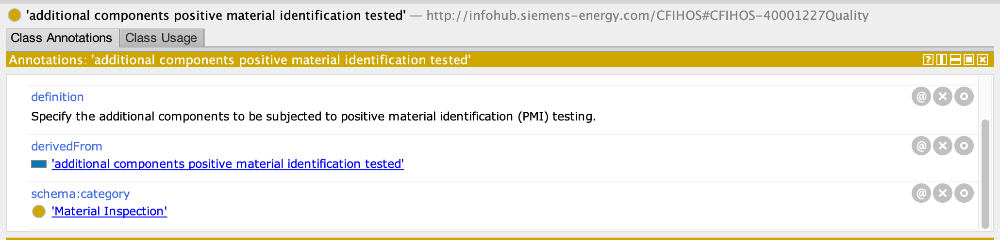 'additional components positive material identification tested' — http://infohub.siemens-energy.com/CFIHOS#CFIHOS-40001227Quality
Class Annotations Class Usage
Annotations: 'additional components positive material identification tested'
definition
Specify the additional components to be subjected to positive material identification (PMI) testing.
derivedFrom
'additional components positive material identification tested'
schema:category
'Material Inspection'